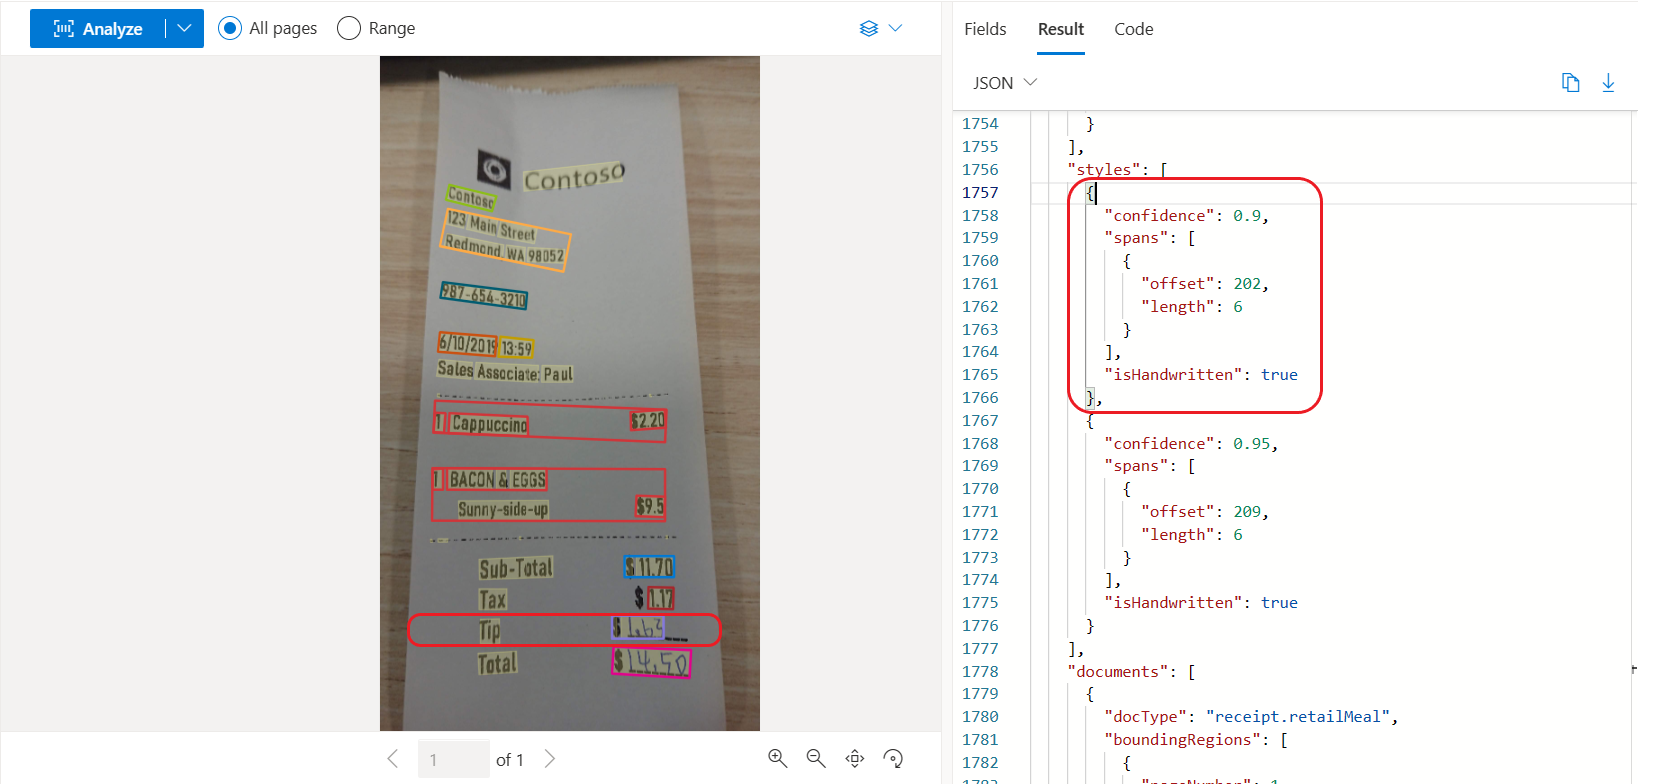 Analyze
All pages
Range
Contoso
Contoso
123 Main Street
Redmond, WA 98052
987-654-3210
6/10/2019 13:59
Sales Associate: Paul
1 Cappuccino $2.20
1 BACON & EGGS
Sunny-side-up $9.5
Sub-Total $ 11.70
Tax $ 1.17
Tip $ 1.63
Total $ 14.50
1 of 1
Fields Result Code
JSON
1754 }
1755 ],
1756 "styles": [
1757 {
1758 "confidence": 0.9,
1759 "spans": [
1760 {
1761 "offset": 202,
1762 "length": 6
1763 }
1764 ],
1765 "isHandwritten": true
1766 },
1767 {
1768 "confidence": 0.95,
1769 "spans": [
1770 {
1771 "offset": 209,
1772 "length": 6
1773 }
1774 ],
1775 "isHandwritten": true
1776 }
1777 ],
1778 "documents": [
1779 {
1780 "docType": "receipt.retailMeal",
1781 "boundingRegions": [
1782 {